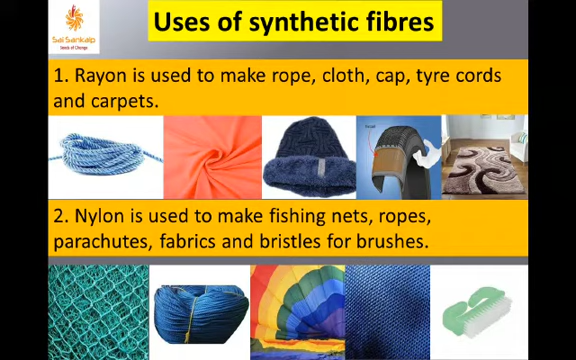 Sai Sankalp
Seeds of Change
Uses of synthetic fibres
1. Rayon is used to make rope, cloth, cap, tyre cords
and carpets.
2. Nylon is used to make fishing nets, ropes,
parachutes, fabrics and bristles for brushes.